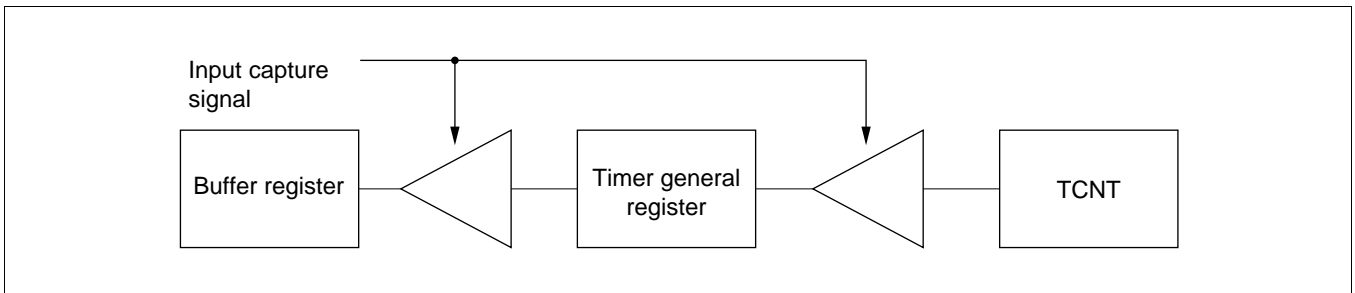 Input capture
signal
Buffer register
Timer general
register
TCNT